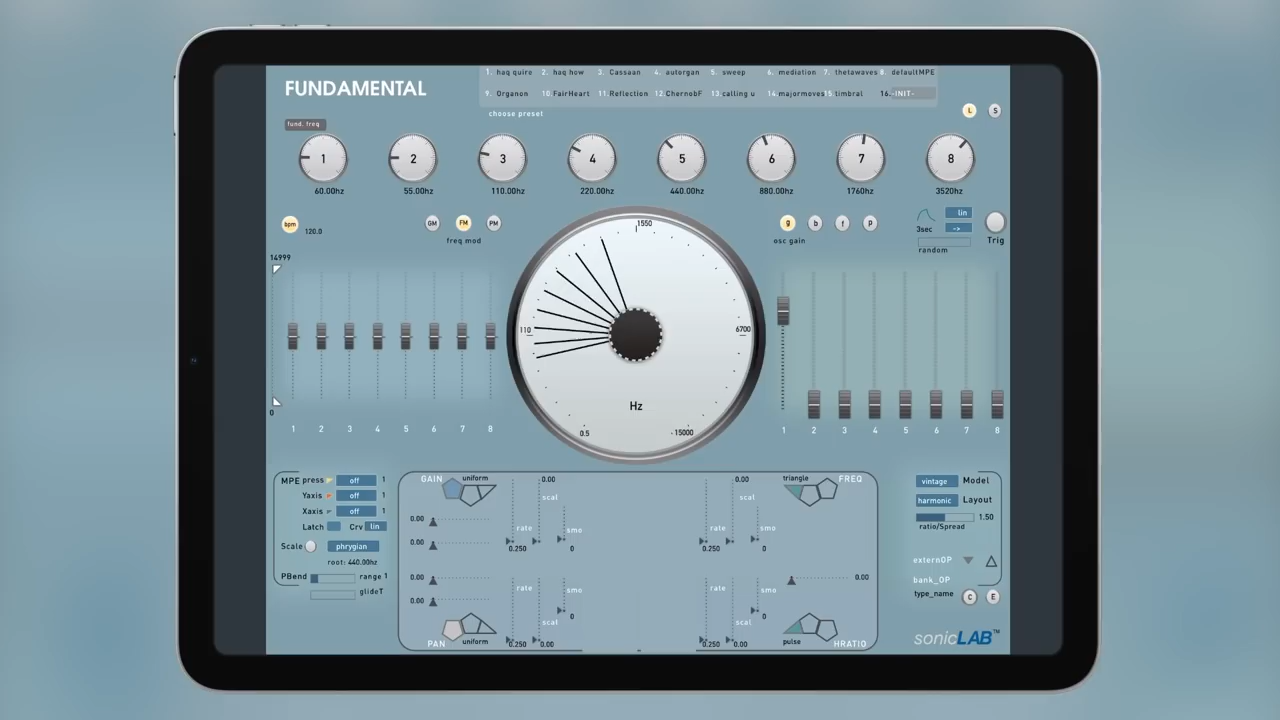 FUNDAMENTAL
1. haq quire 2. haq how 3. Cassaan 4. autorgan 5. sweep 6. mediation 7. thetawaves 8. defaultMPE
9. Organon 10. FairHeart 11. Reflection 12. ChernobF 13. calling u 14. majormoves 15 timbral 16. -INIT-
choose preset
L S
fund. freq
1 2 3 4 5 6 7 8
60.00hz 55.00hz 110.00hz 220.00hz 440.00hz 880.00hz 1760hz 3520hz
bpm 120.0
GM FM PM
freq mod
1550
g b f p
osc gain
lin
3sec ->
random
Trig
14999
110
6700
Hz
0.5 15000
0
1 2 3 4 5 6 7 8
1 2 3 4 5 6 7 8
MPE press off 1
Yaxis off 1
Xaxis off 1
Latch Crv lin
Scale phrygian
root: 440.00hz
PBend range 1
glideT
GAIN uniform 0.00
scal
0.00
rate smo
0.00
0.250 0
0.00
rate smo
0.00 0
scal
PAN uniform 0.250 0.00
0.00 triangle FREQ
scal
rate smo
0.250 0
0.00
rate smo
0
scal
0.250 0.00 pulse HRATIO
vintage Model
harmonic Layout
1.50
ratio/Spread
externOP
bank_OP
type_name C E
sonicLAB™